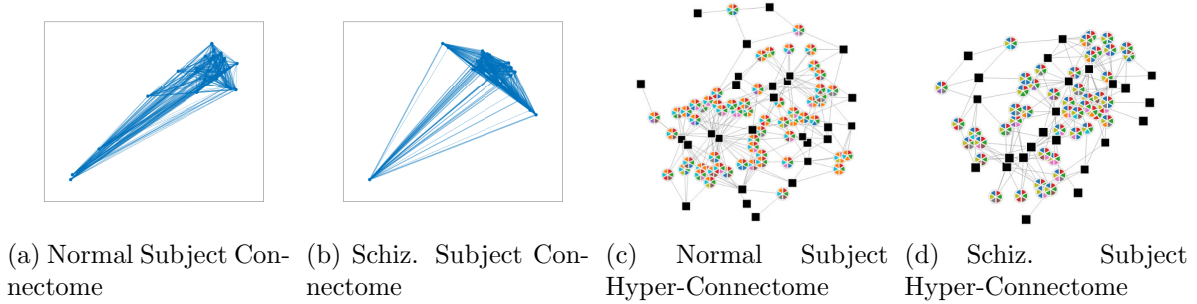 (a) Normal Subject Con-
nectome
(b) Schiz. Subject Con-
nectome
(c) Normal Subject
Hyper-Connectome
(d) Schiz. Subject
Hyper-Connectome